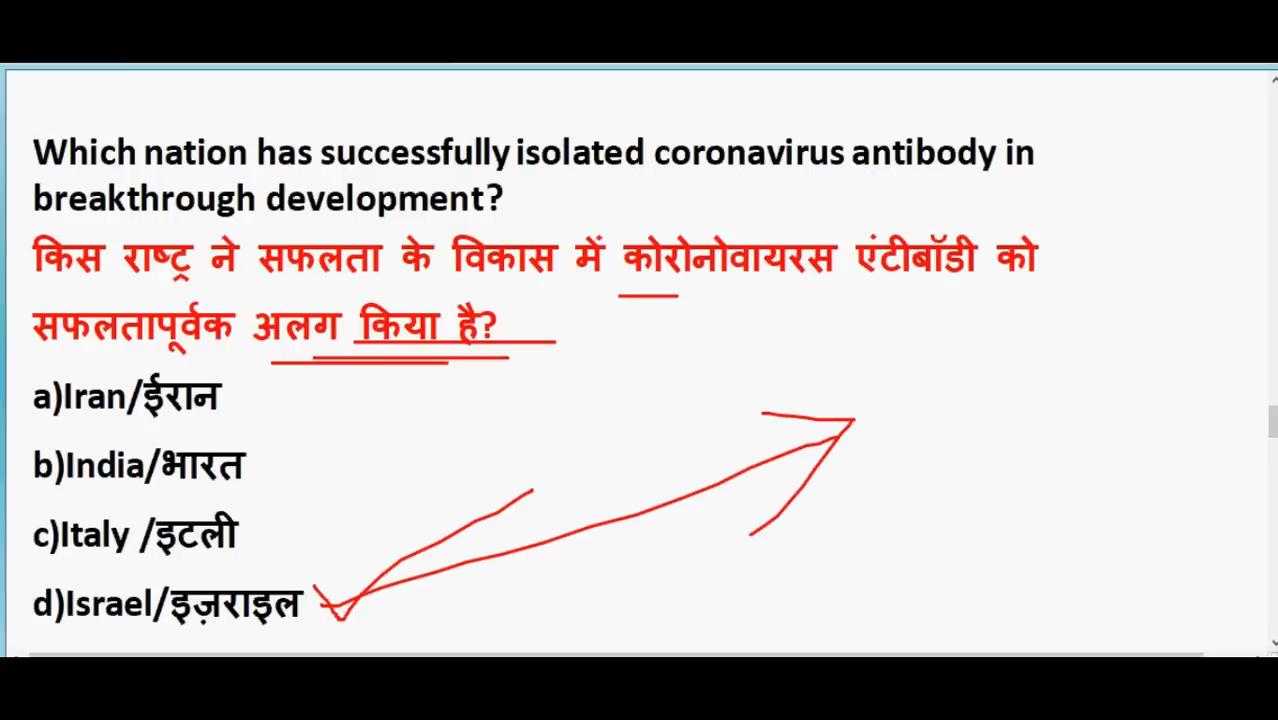 Which nation has successfully isolated coronavirus antibody in
breakthrough development?
किस राष्ट्र ने सफलता के विकास में कोरोनोवायरस एंटीबॉडी को
सफलतापूर्वक अलग किया है?
a)Iran/ईरान
b)India/भारत
c)Italy /इटली
d)Israel/इज़राइल